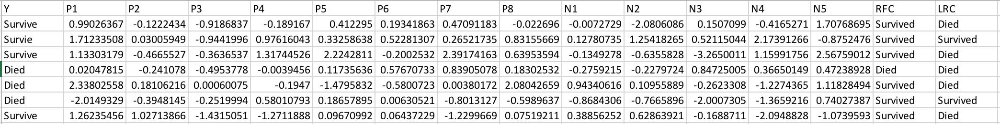 Y P1 P2 P3 P4 P5 P6 P7 P8 N1 N2 N3 N4 N5 RFC LRC
Survive 0.99026367 -0.1222434 -0.9186837 -0.189167 0.412295 0.19341863 0.47091183 -0.022696 -0.0072729 -2.0806086 0.1507099 -0.4165271 1.70768695 Survived Died
Survie 1.71233508 0.03005949 -0.9441996 0.97616043 0.33258638 0.52281307 0.26521735 0.83155669 0.12780735 1.25418265 0.52115044 2.17391266 -0.8752476 Survived Survived
Survive 1.13303179 -0.4665527 -0.3636537 1.31744526 2.2242811 -0.2002532 2.39174163 0.63953594 -0.1349278 -0.6355828 -3.2650011 1.15991756 2.56759012 Survived Died
Died 0.02047815 -0.241078 -0.4953778 -0.0039456 0.11735636 0.57670733 0.83905078 0.18302532 -0.2759215 -0.2279724 0.84725005 0.36650149 0.47238928 Died Died
Died 2.33802558 0.18106216 0.00060075 -0.1947 -1.4795832 -0.5800723 0.00380172 2.08042659 0.94340616 0.10955889 -0.2623308 -1.2274365 1.11828494 Survived Died
Died -2.0149329 -0.3948145 -0.2519994 0.58010793 0.18657895 0.00630521 -0.8013127 -0.5989637 -0.8684306 -0.7665896 -2.0007305 -1.3659216 0.74027387 Survived Survived
Survive 1.26235456 1.02713866 -1.4315051 -1.2711888 0.09670992 0.06437229 -1.2299669 0.07519211 0.38856252 0.62863921 -0.1688711 -2.0948828 -1.0739593 Survived Died